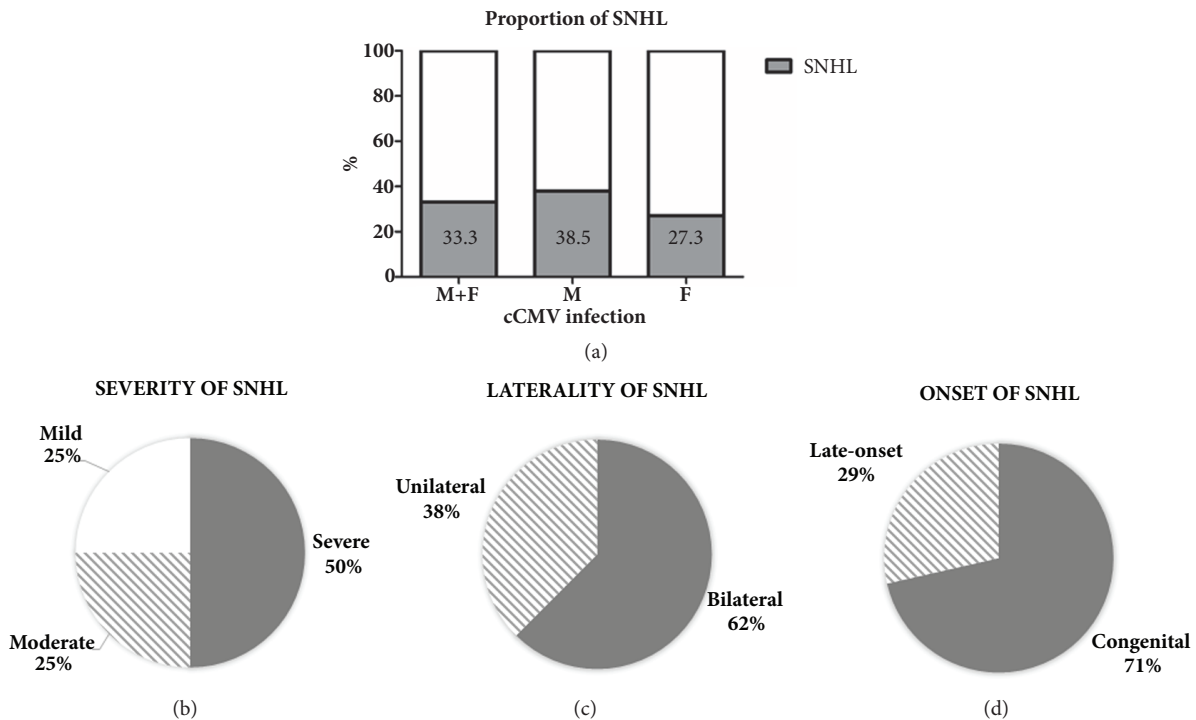 Proportion of SNHL
100
80
60
40
20
0
%
SNHL
33.3
38.5
27.3
M+F
M
F
cCMV infection
(a)
SEVERITY OF SNHL
Mild
25%
Severe
50%
Moderate
25%
(b)
LATERALITY OF SNHL
Unilateral
38%
Bilateral
62%
(c)
ONSET OF SNHL
Late-onset
29%
Congenital
71%
(d)